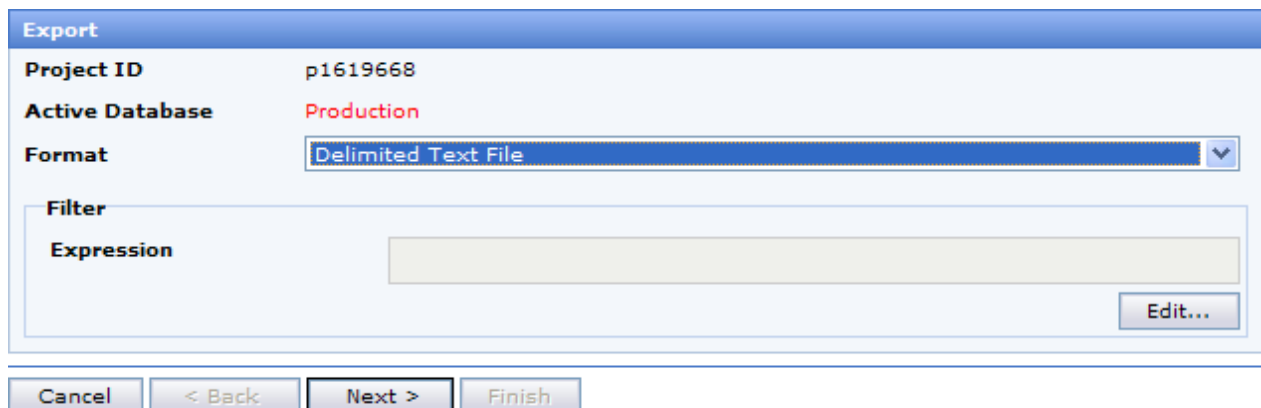 Export
Project ID p1619668
Active Database Production
Format Delimited Text File
Filter
Expression
Edit...
Cancel < Back Next > Finish